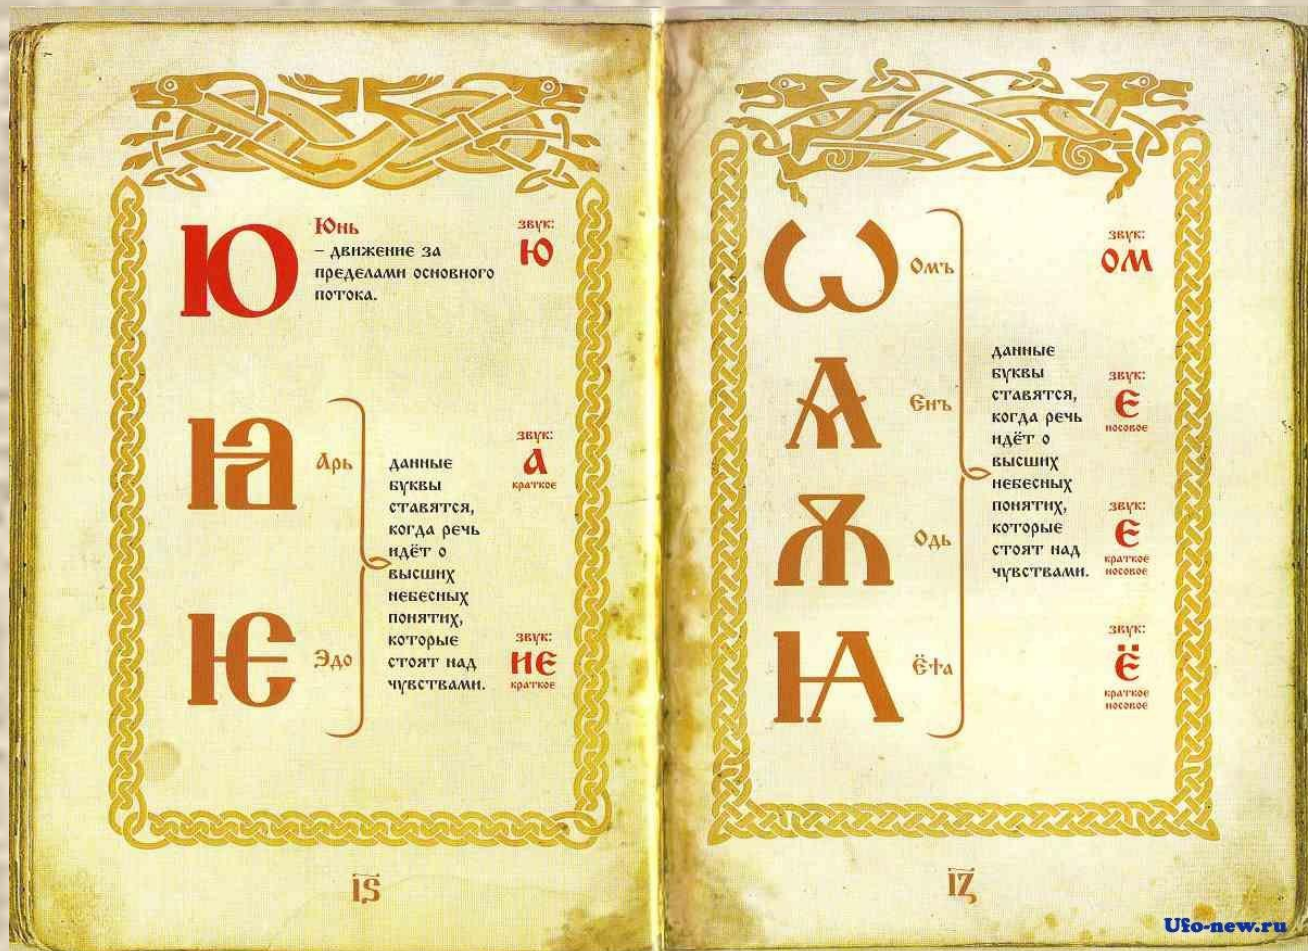 Ю
Юнь
– движение за
пределами основного
потока.
звук:
ю
Ꙗ
Арь
звук:
а
краткое
данные
буквы
ставятся,
когда речь
идёт о
высших
небесных
понятих,
которые
стоят над
чувствами.
Ѥ
Эдо
звук:
ие
краткое
І҃Ѕ
Ѡ
Омъ
звук:
ом
Ѧ
Енъ
звук:
е
носовое
данные
буквы
ставятся,
когда речь
идёт о
высших
небесных
понятих,
которые
стоят над
чувствами.
Ѫ
Одь
звук:
е
краткое
носовое
Ѩ
Ёта
звук:
ё
краткое
носовое
І҃Z
Ufo-new.ru